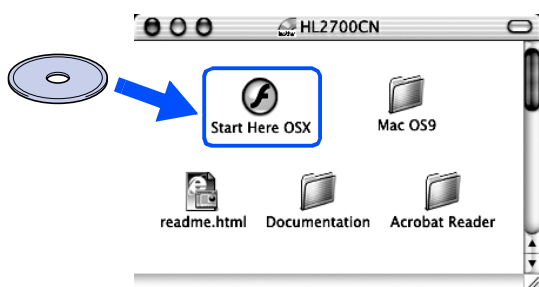 HL2700CN
Start Here OSX
Mac OS9
readme.html
Documentation
Acrobat Reader